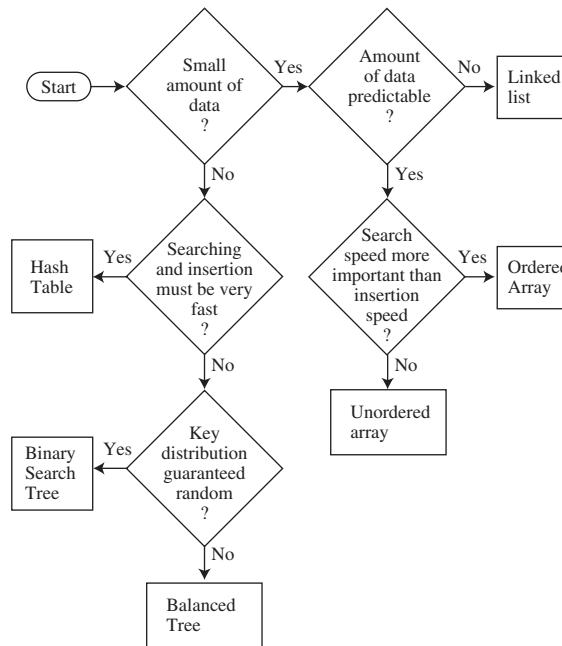 Start
Small
amount of
data
?
Yes
Amount
of data
predictable
?
No
Linked
list
No
Yes
Hash
Table
Yes
Searching
and insertion
must be very
fast
?
Search
speed more
important than
insertion
speed
?
Yes
Ordered
Array
No
No
Unordered
array
Binary
Search
Tree
Yes
Key
distribution
guaranteed
random
?
No
Balanced
Tree